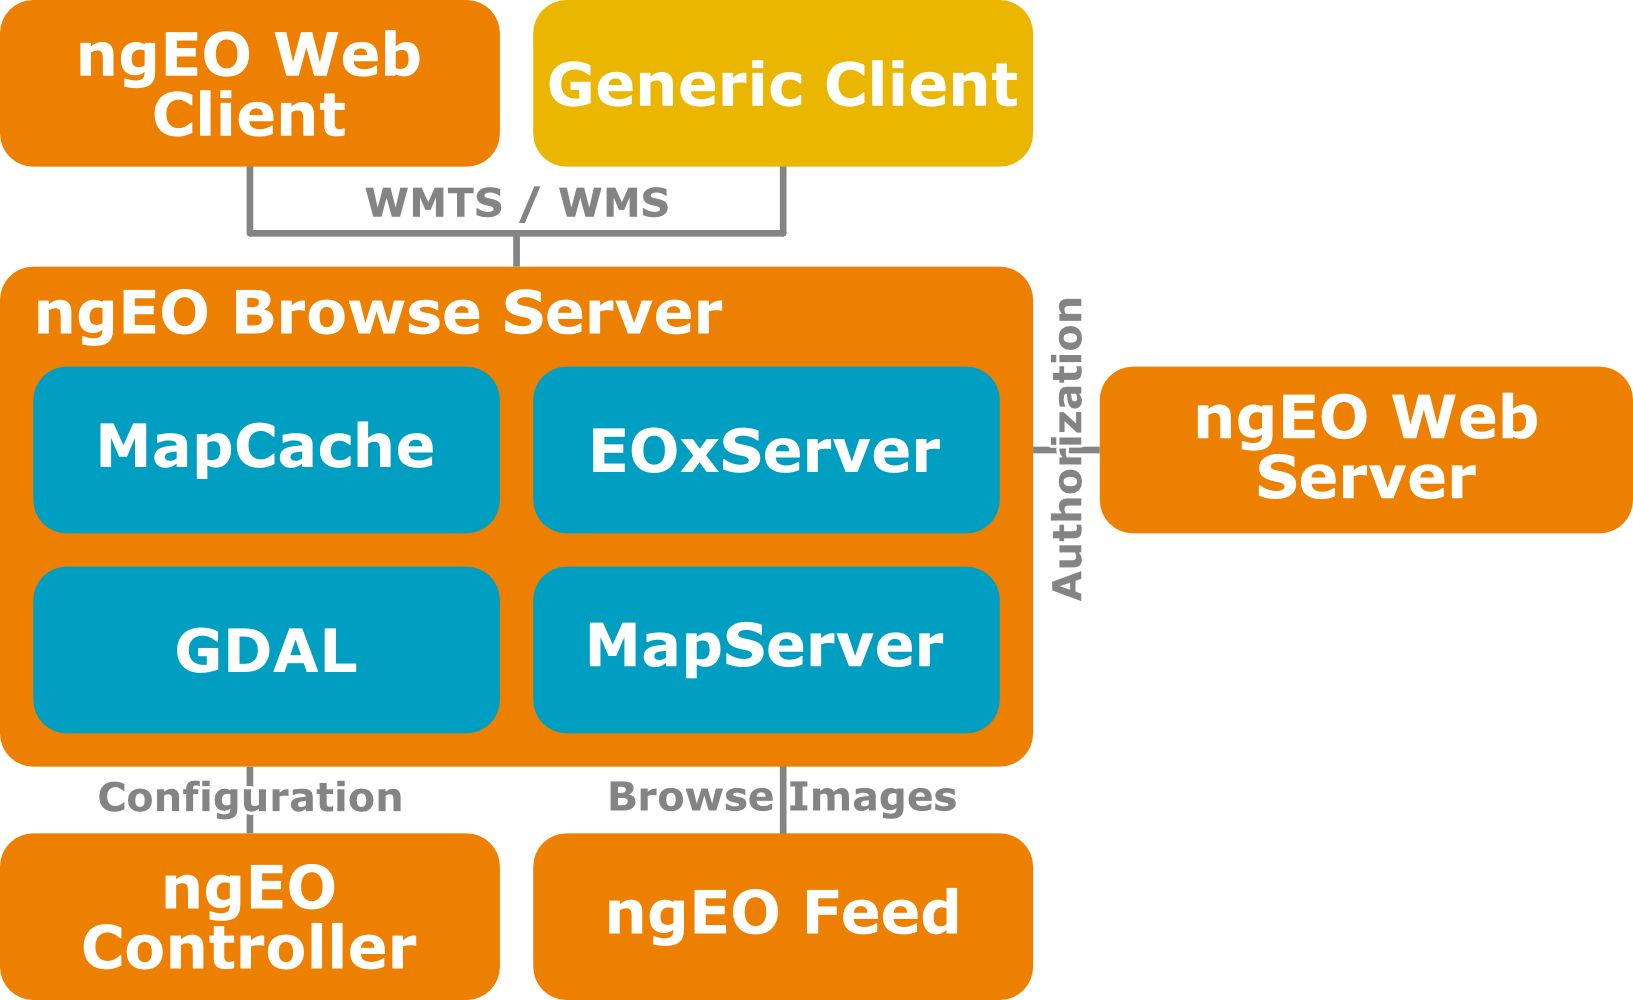 ngEO Web
Client
Generic Client
WMTS / WMS
ngEO Browse Server
MapCache
EOxServer
Authorization
ngEO Web
Server
GDAL
MapServer
Configuration
Browse Images
ngEO
Controller
ngEO Feed